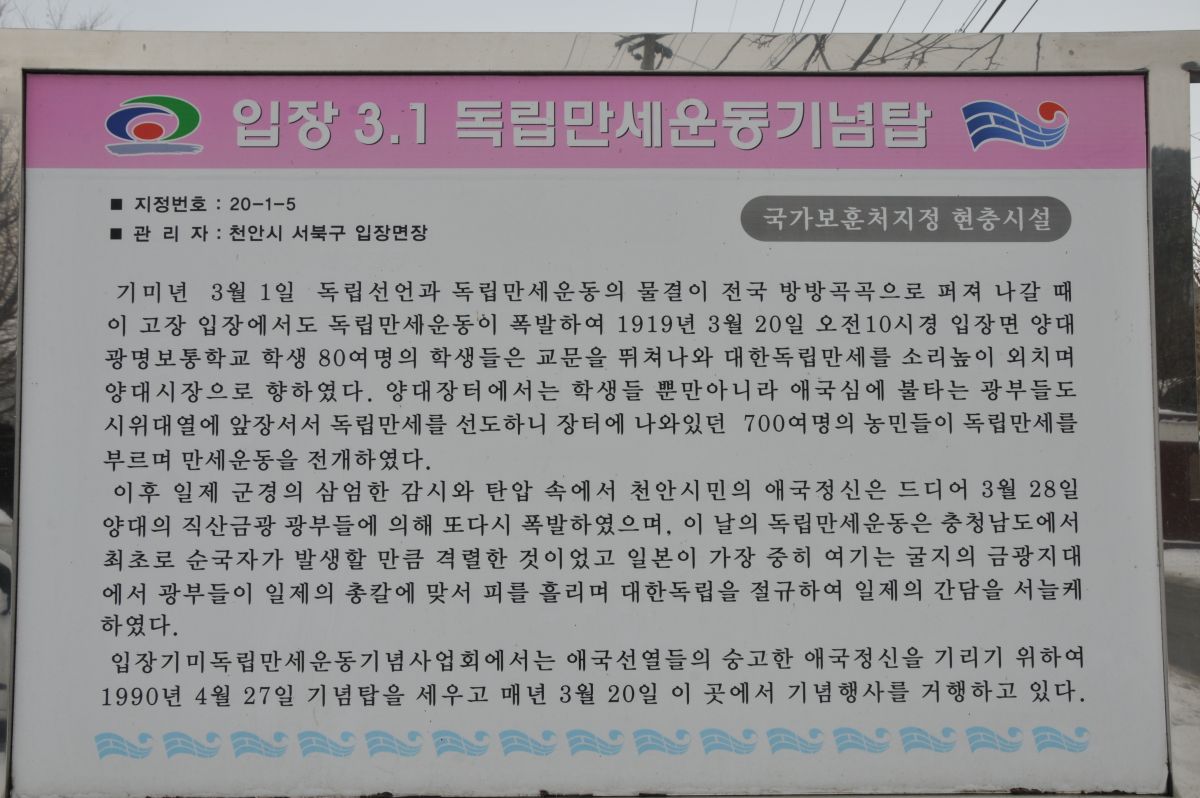 입장 3.1 독립만세운동기념탑
■ 지정번호 : 20-1-5
■ 관 리 자 : 천안시 서북구 입장면장
국가보훈처지정 현충시설
기미년 3월 1일 독립선언과 독립만세운동의 물결이 전국 방방곡곡으로 퍼져 나갈 때
이 고장 입장에서도 독립만세운동이 폭발하여 1919년 3월 20일 오전10시경 입장면 양대
광명보통학교 학생 80여명의 학생들은 교문을 뛰쳐나와 대한독립만세를 소리높이 외치며
양대시장으로 향하였다. 양대장터에서는 학생들 뿐만아니라 애국심에 불타는 광부들도
시위대열에 앞장서서 독립만세를 선도하니 장터에 나와있던 700여명의 농민들이 독립만세를
부르며 만세운동을 전개하였다.
이후 일제 군경의 삼엄한 감시와 탄압 속에서 천안시민의 애국정신은 드디어 3월 28일
양대의 직산금광 광부들에 의해 또다시 폭발하였으며, 이 날의 독립만세운동은 충청남도에서
최초로 순국자가 발생할 만큼 격렬한 것이었고 일본이 가장 중히 여기는 굴지의 금광지대
에서 광부들이 일제의 총칼에 맞서 피를 흘리며 대한독립을 절규하여 일제의 간담을 서늘케
하였다.
입장기미독립만세운동기념사업회에서는 애국선열들의 숭고한 애국정신을 기리기 위하여
1990년 4월 27일 기념탑을 세우고 매년 3월 20일 이 곳에서 기념행사를 거행하고 있다.